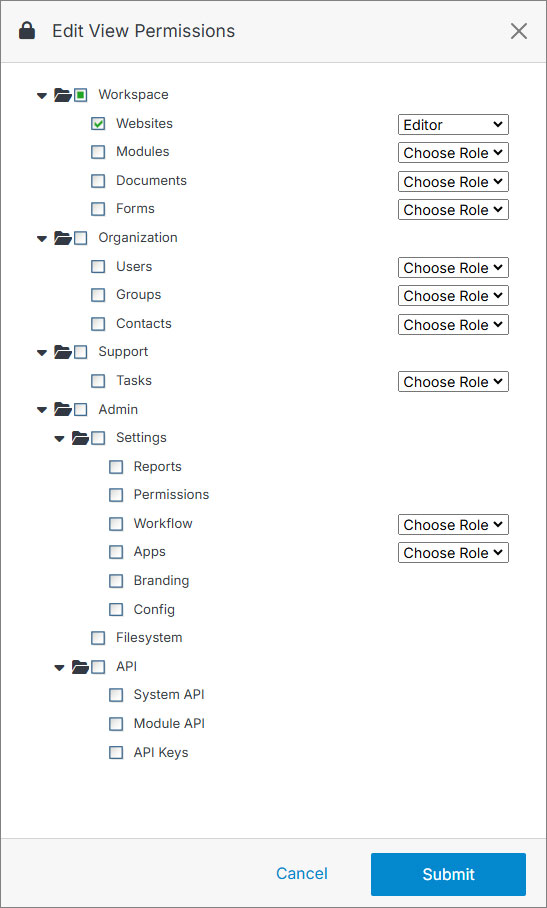 Edit View Permissions
Workspace
Websites Editor
Modules Choose Role
Documents Choose Role
Forms Choose Role
Organization
Users Choose Role
Groups Choose Role
Contacts Choose Role
Support
Tasks Choose Role
Admin
Settings
Reports
Permissions
Workflow Choose Role
Apps Choose Role
Branding
Config
Filesystem
API
System API
Module API
API Keys
Cancel Submit